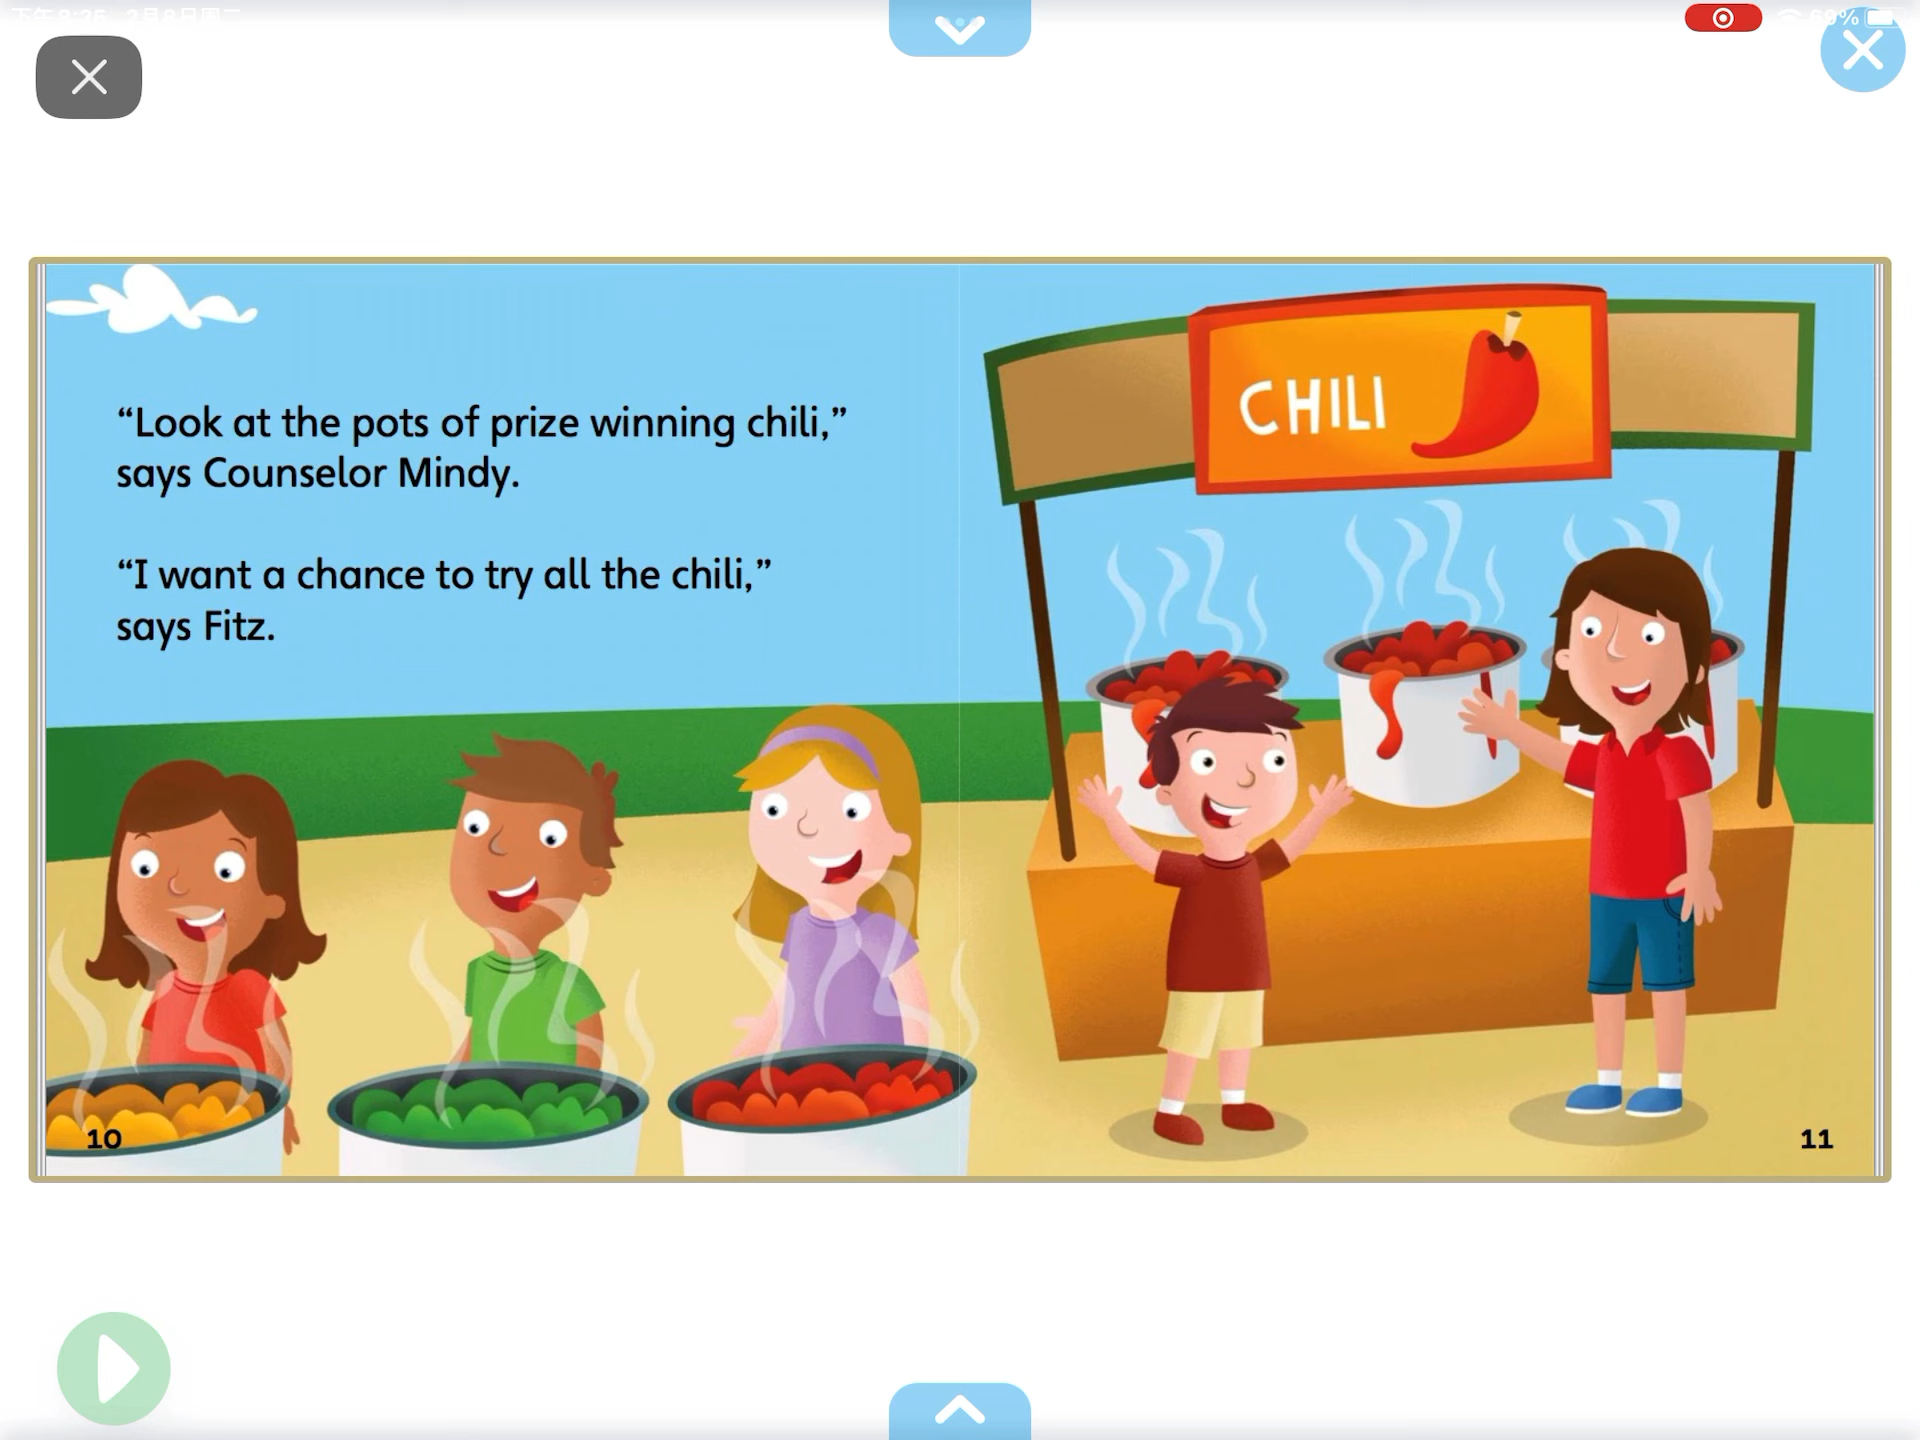 69%
“Look at the pots of prize winning chili,”
says Counselor Mindy.
“I want a chance to try all the chili,”
says Fitz.
CHILI
10
11